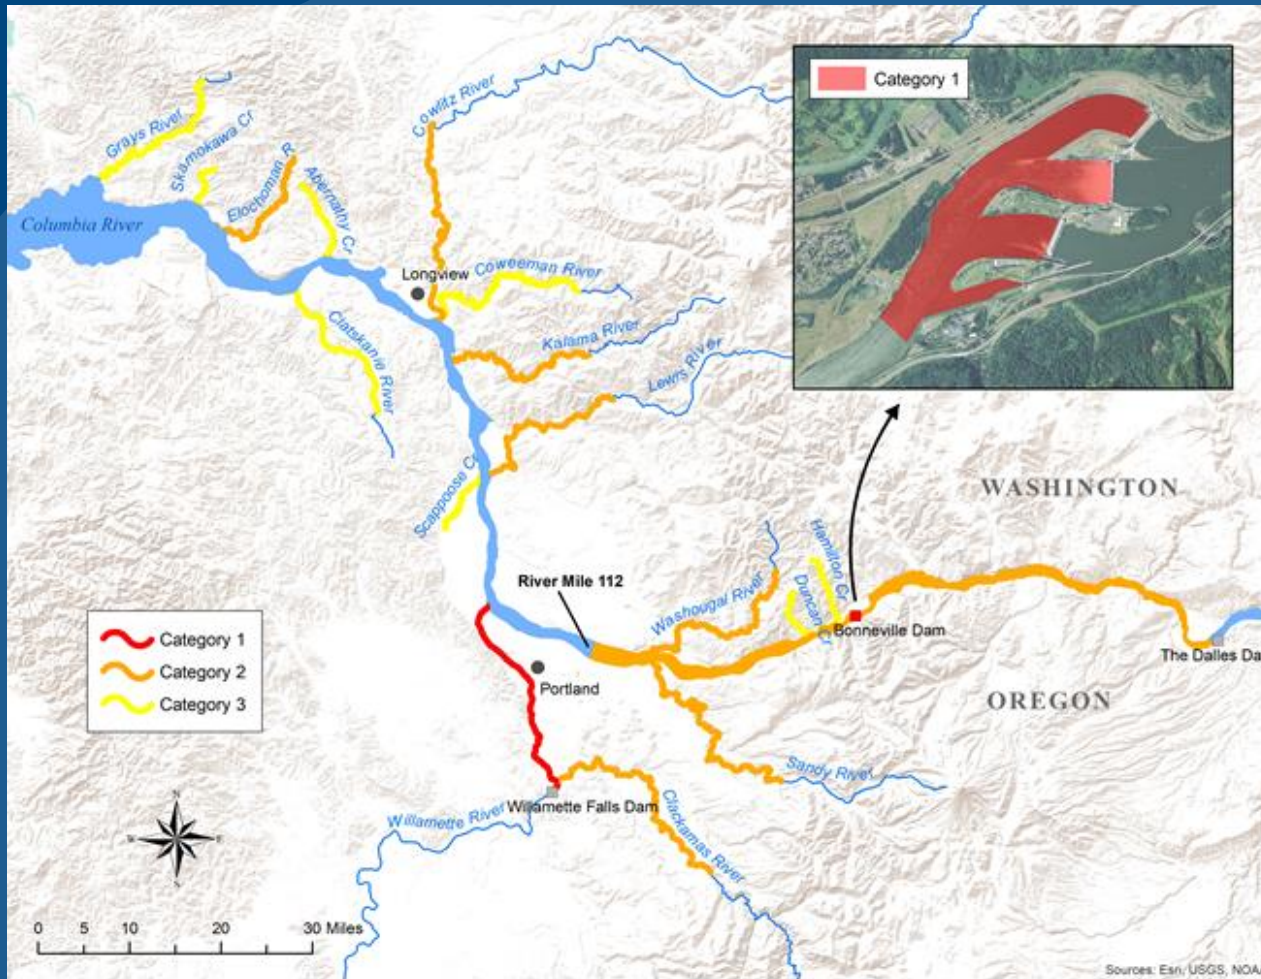 Cowlitz River
Category 1
Grays River
Skamokawa Cr
Elochoman R
Abernathy Cr
Columbia River
Longview
Coweeman River
Clatskanie River
Kalama River
Lewis River
Scappoose Cr
WASHINGTON
River Mile 112
Washougal River
Hamilton Cr
Duncan Cr
Bonneville Dam
The Dalles Da
Category 1
Category 2
Category 3
Portland
OREGON
Sandy River
Willamette Falls Dam
Willamette River
Clackamas River
N
W
E
S
0 5 10 20 30 Miles
Sources: Esri, USGS, NOA